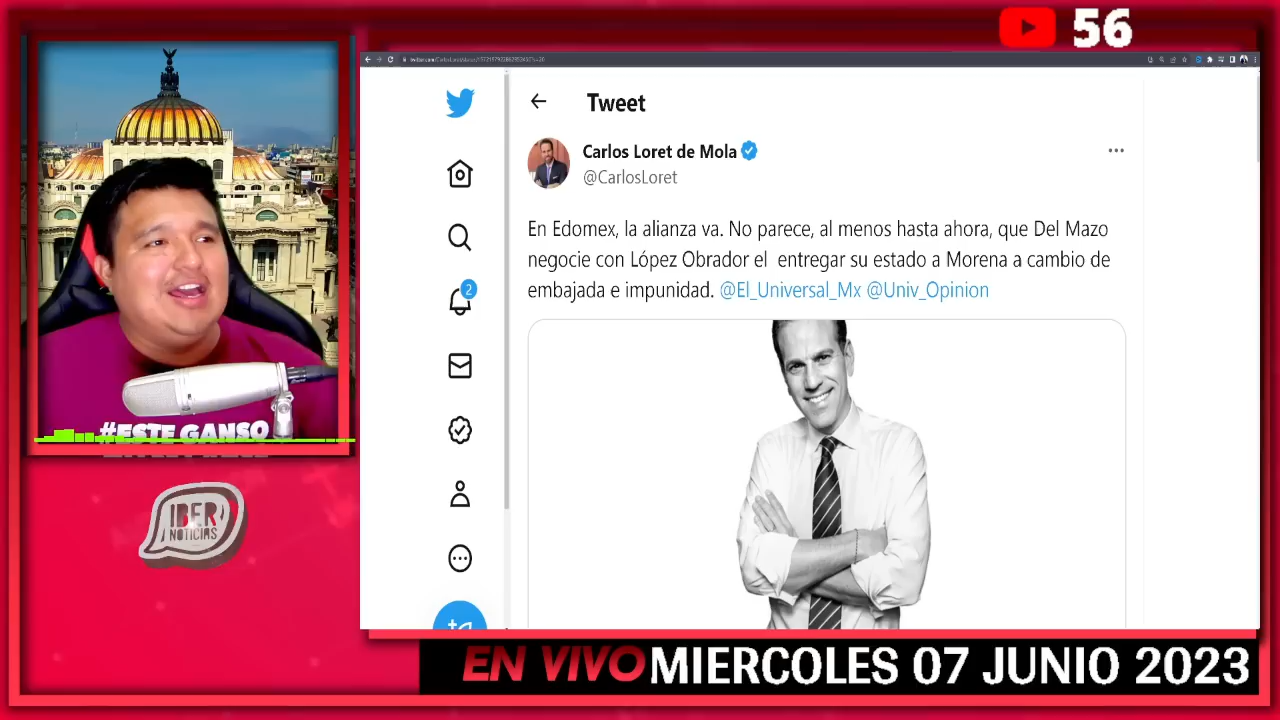 56
Tweet
Carlos Loret de Mola
@CarlosLoret
En Edomex, la alianza va. No parece, al menos hasta ahora, que Del Mazo
negocie con López Obrador el entregar su estado a Morena a cambio de
embajada e impunidad. @El_Universal_Mx @Univ_Opinion
2
#ESTE GANSO
IBER
NOTICIAS
EN VIVO MIERCOLES 07 JUNIO 2023